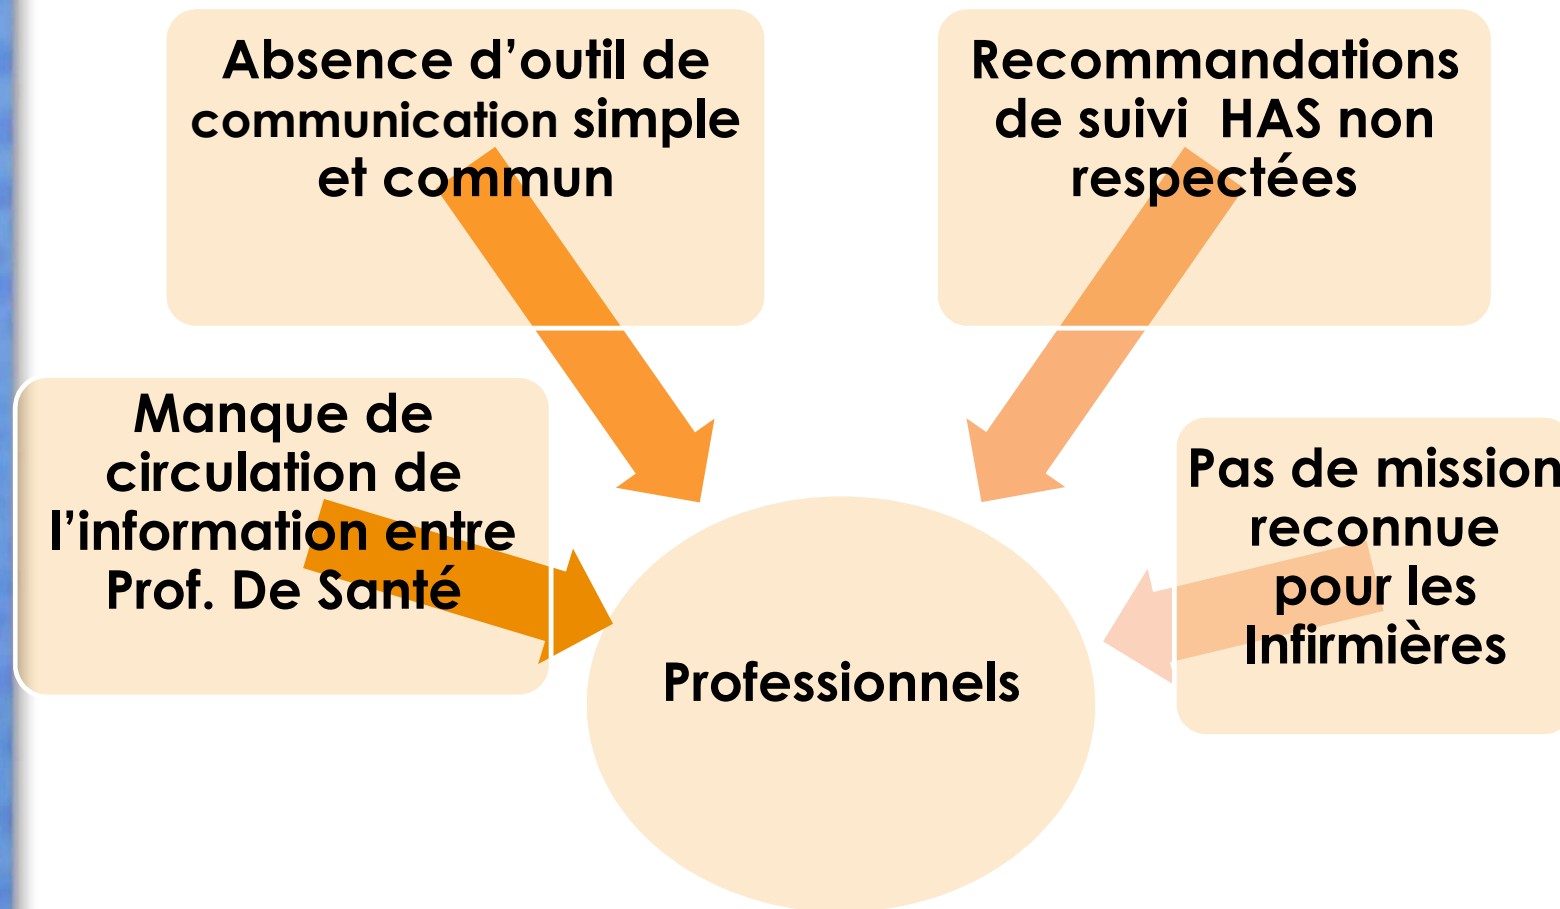 Absence d’outil de
communication simple
et commun
Recommandations
de suivi  HAS non
respectées
Manque de
circulation de
l’information entre
Prof. De Santé
Pas de mission
reconnue
pour les
Infirmières
Professionnels